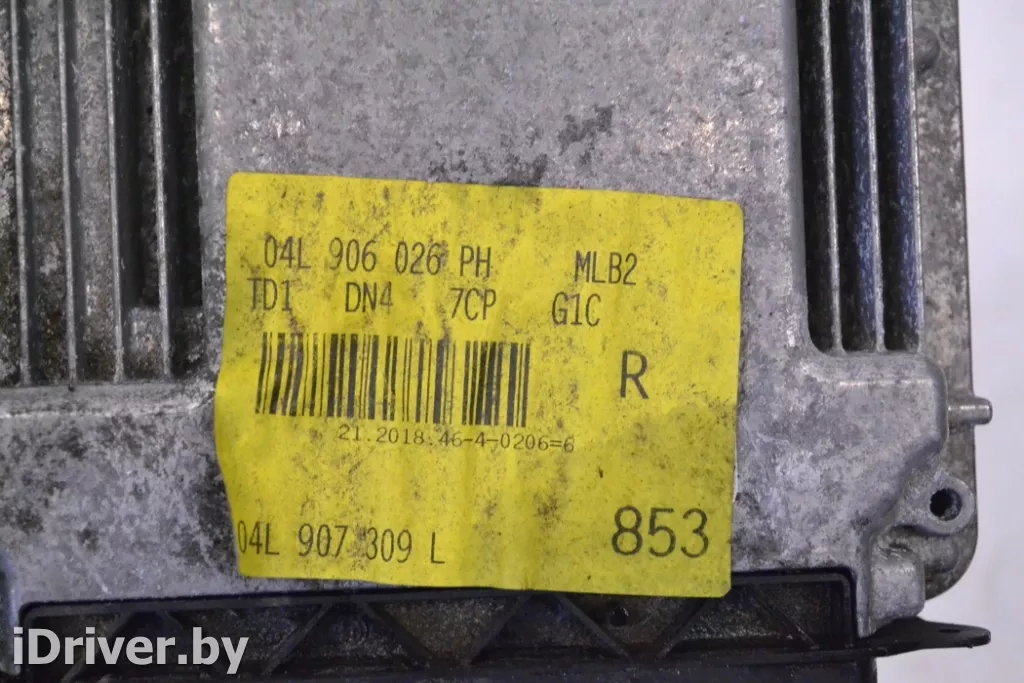 04L 906 026 PH MLB2
TD1 DN4 7CP G1C
R
21.2018.46-4-0206=6
04L 907 309 L 853
iDriver.by